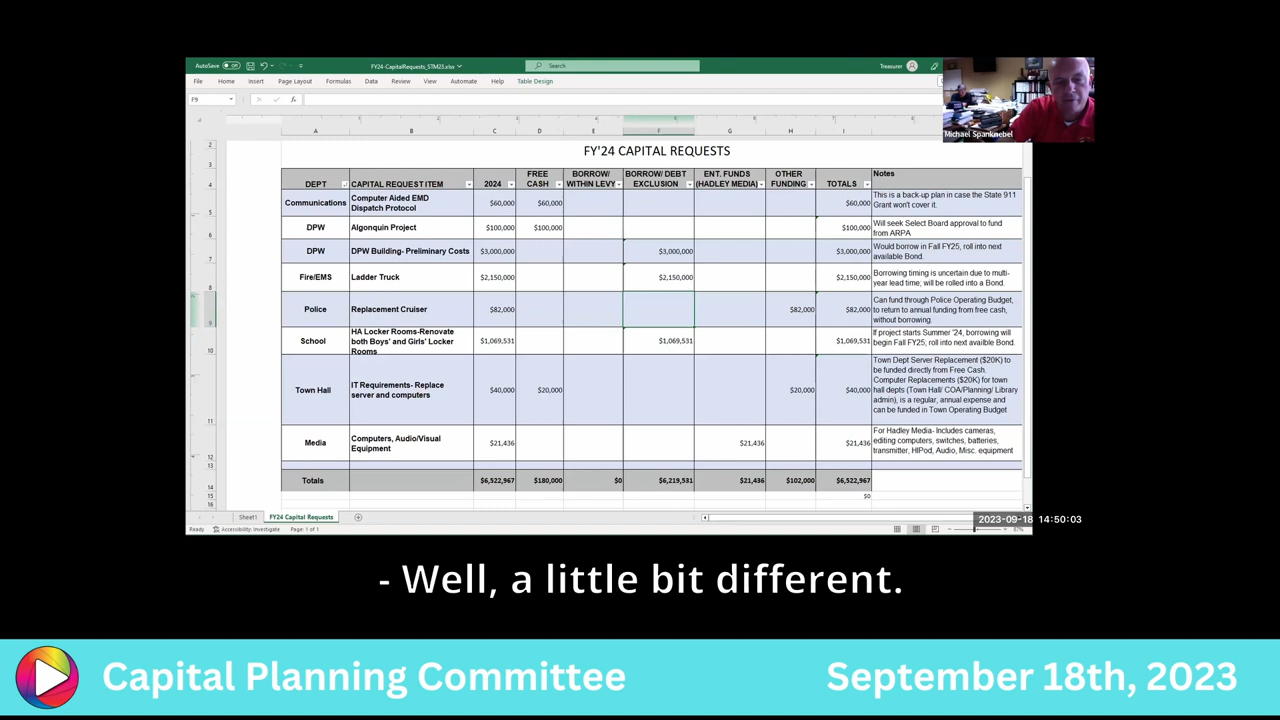 AutoSave Off
FY24-CapitalRequests_STM23.xlsx
Search
Treasurer
File Home Insert Page Layout Formulas Data Review View Automate Help Table Design
F9
fx
A B C D E F G H I
Michael Spanknebel
FY'24 CAPITAL REQUESTS
DEPT CAPITAL REQUEST ITEM 2024 FREE CASH BORROW/ WITHIN LEVY BORROW/ DEBT EXCLUSION ENT. FUNDS (HADLEY MEDIA) OTHER FUNDING TOTALS Notes
Communications Computer Aided EMD Dispatch Protocol $60,000 $60,000 $60,000 This is a back-up plan in case the State 911 Grant won't cover it.
DPW Algonquin Project $100,000 $100,000 $100,000 Will seek Select Board approval to fund from ARPA
DPW DPW Building- Preliminary Costs $3,000,000 $3,000,000 $3,000,000 Would borrow in Fall FY25, roll into next available Bond.
Fire/EMS Ladder Truck $2,150,000 $2,150,000 $2,150,000 Borrowing timing is uncertain due to multi-year lead time; will be rolled into a Bond.
Police Replacement Cruiser $82,000 $82,000 $82,000 Can fund through Police Operating Budget, to return to annual funding from free cash, without borrowing.
School HA Locker Rooms-Renovate both Boys' and Girls' Locker Rooms $1,069,531 $1,069,531 $1,069,531 If project starts Summer '24, borrowing will begin Fall FY25, roll into next availble Bond.
Town Hall IT Requirements- Replace server and computers $40,000 $20,000 $20,000 $40,000 Town Dept Server Replacement ($20K) to be funded directly from Free Cash. Computer Replacements ($20K) for town hall depts (Town Hall/ COA/Planning/ Library admin), is a regular, annual expense and can be funded in Town Operating Budget
Media Computers, Audio/Visual Equipment $21,436 $21,436 $21,436 For Hadley Media- Includes cameras, editing computers, switches, batteries, transmitter, HIPod, Audio, Misc. equipment
Totals $6,522,967 $180,000 $0 $6,219,531 $21,436 $102,000 $6,522,967
$0
Sheet1 FY24 Capital Requests
Ready Accessibility: Investigate Page: 1 of 1
87%
2023-09-18 14:50:03
- Well, a little bit different.
Capital Planning Committee September 18th, 2023